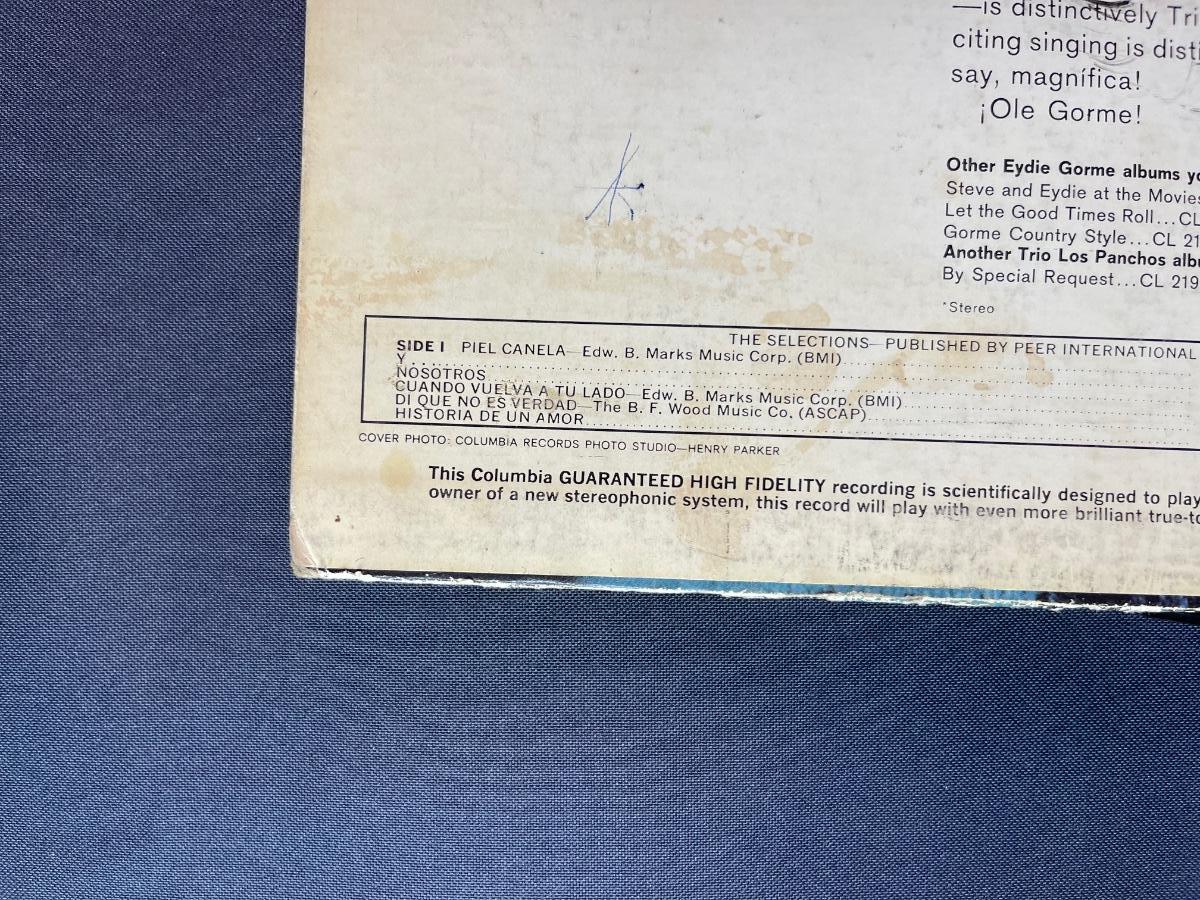 —is distinctively Tri
citing singing is disti
say, magnífica!
¡Ole Gorme!
Other Eydie Gorme albums yo
Steve and Eydie at the Movies
Let the Good Times Roll...CL
Gorme Country Style...CL 21
Another Trio Los Panchos albu
By Special Request...CL 219
*Stereo
THE SELECTIONS—PUBLISHED BY PEER INTERNATIONAL
SIDE I PIEL CANELA—Edw. B. Marks Music Corp. (BMI)
Y
NOSOTROS
CUANDO VUELVA A TU LADO—Edw. B. Marks Music Corp. (BMI)
DI QUE NO ES VERDAD—The B. F. Wood Music Co. (ASCAP)
HISTORIA DE UN AMOR
COVER PHOTO: COLUMBIA RECORDS PHOTO STUDIO—HENRY PARKER
This Columbia GUARANTEED HIGH FIDELITY recording is scientifically designed to play
owner of a new stereophonic system, this record will play with even more brilliant true-to